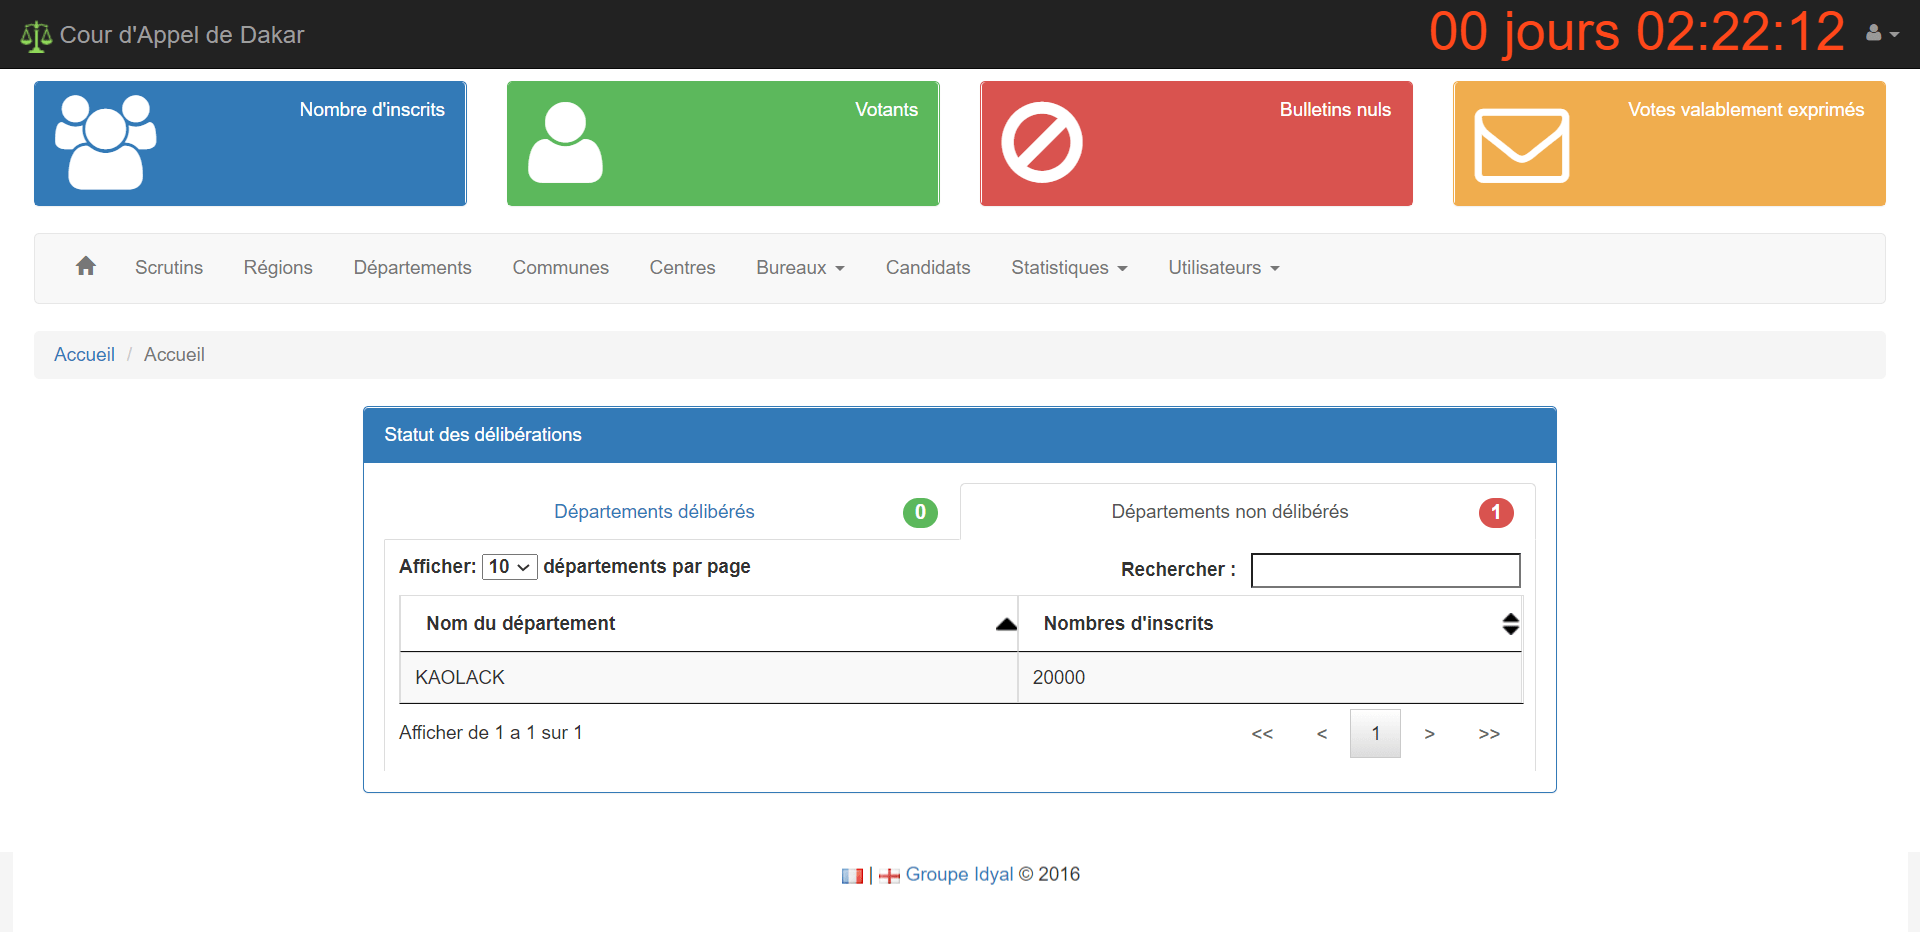 Cour d'Appel de Dakar
00 jours 02:22:12
Nombre d'inscrits
Votants
Bulletins nuls
Votes valablement exprimés
Scrutins Régions Départements Communes Centres Bureaux Candidats Statistiques Utilisateurs
Accueil / Accueil
Statut des délibérations
Départements délibérés 0
Départements non délibérés 1
Afficher: 10 départements par page
Rechercher :
Nom du département Nombres d'inscrits
KAOLACK 20000
Afficher de 1 a 1 sur 1
<< < 1 > >>
| Groupe Idyal © 2016